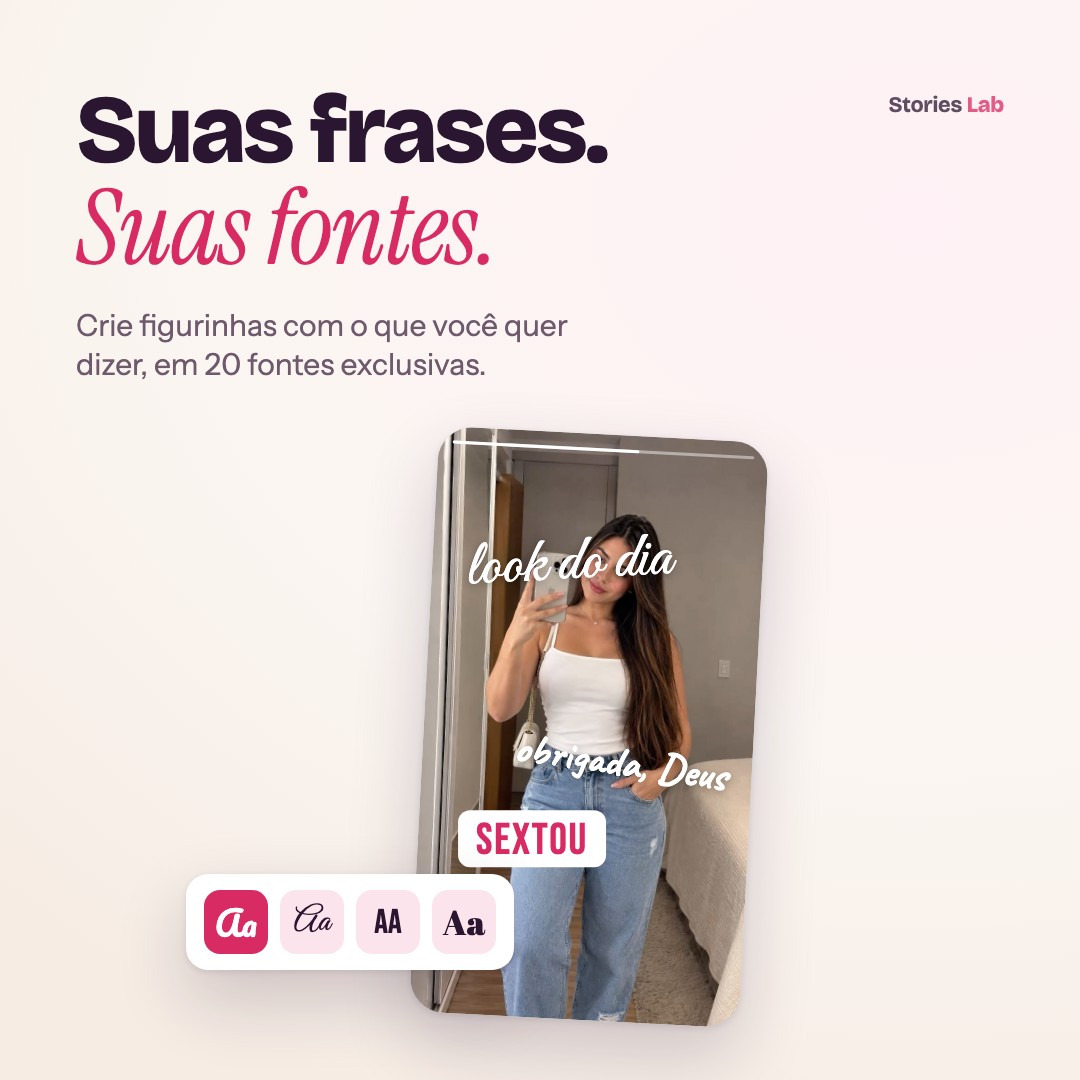 Suas frases.
Stories Lab
Suas fontes.
Crie figurinhas com o que você quer
dizer, em 20 fontes exclusivas.
look do dia
obrigada, Deus
SEXTOU
Aa Aa AA Aa